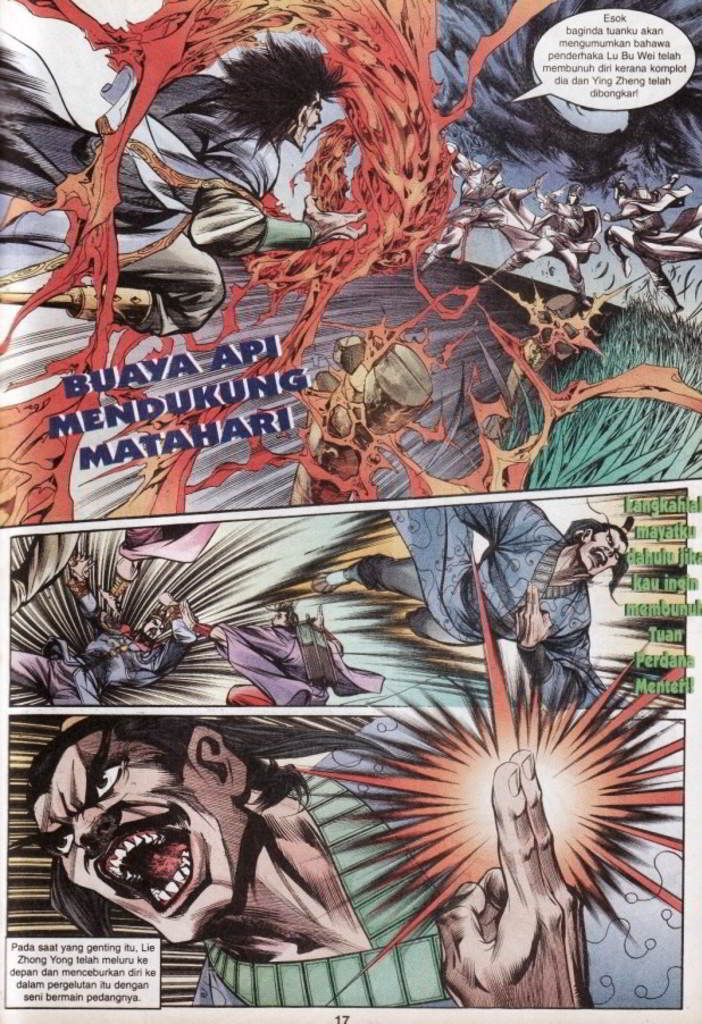 Esok
baginda tuanku akan
mengumumkan bahawa
penderhaka Lu Bu Wei telah
membunuh diri kerana komplot
dia dan Ying Zheng telah
dibongkar!
BUAYA API
MENDUKUNG
MATAHARI
Langkahlah
mayatku
dahulu jika
kau ingin
membunuh
Tuan
Perdana
Menteri!
Pada saat yang genting itu, Lie
Zhong Yong telah meluru ke
depan dan menceburkan diri ke
dalam pergelutan itu dengan
seni bermain pedangnya.
17